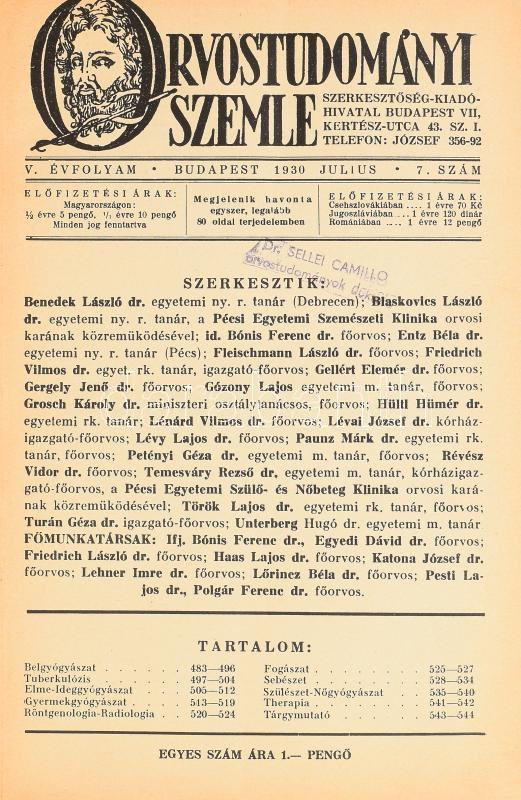 ORVOSTUDOMÁNYI
SZEMLE
SZERKESZTŐSÉG-KIADÓ-
HIVATAL BUDAPEST VII,
KERTÉSZ-UTCA 43. SZ. I.
TELEFON: JÓZSEF 356-92
V. ÉVFOLYAM • BUDAPEST 1930 JULIUS • 7. SZÁM
ELŐFIZETÉSI ÁRAK:
Magyarországon:
½ évre 5 pengő, ¹/₁ évre 10 pengő
Minden jog fenntartva
Megjelenik havonta
egyszer, legalább
80 oldal terjedelemben
ELŐFIZETÉSI ÁRAK:
Csehszlovákiában .... 1 évre 70 Kč
Jugoszláviában ... 1 évre 120 dinár
Romániában .... 1 évre 12 pengő
Dr. SELLEI CAMILLO
orvostudományok
SZERKESZTIK:
Benedek László dr. egyetemi ny. r. tanár (Debrecen); Blaskovics László
dr. egyetemi ny. r. tanár, a Pécsi Egyetemi Szemészeti Klinika orvosi
karának közremüködésével; id. Bónis Ferenc dr. főorvos; Entz Béla dr.
egyetemi ny. r. tanár (Pécs); Fleischmann László dr. főorvos; Friedrich
Vilmos dr. egyet. rk. tanár, igazgató-főorvos; Gellért Elemér dr. főorvos;
Gergely Jenő dr. főorvos; Gózony Lajos egyetemi m. tanár, főorvos;
Grosch Károly dr. miniszteri osztálytanácsos, főorvos; Hültl Hümér dr.
egyetemi rk. tanár; Lénárd Vilmos dr. főorvos; Lévai József dr. kórház-
igazgató-főorvos; Lévy Lajos dr. főorvos; Paunz Márk dr. egyetemi rk.
tanár, főorvos; Petényi Géza dr. egyetemi m. tanár, főorvos; Révész
Vidor dr. főorvos; Temesváry Rezső dr. egyetemi m. tanár, kórházigaz-
gató-főorvos, a Pécsi Egyetemi Szülő- és Nőbeteg Klinika orvosi kará-
nak közremüködésével; Török Lajos dr. egyetemi rk. tanár, főorvos;
Turán Géza dr. igazgató-főorvos; Unterberg Hugó dr. egyetemi m. tanár
FŐMUNKATÁRSAK: Ifj. Bónis Ferenc dr., Egyedi Dávid dr. főorvos;
Friedrich László dr. főorvos; Haas Lajos dr. főorvos; Katona József dr.
főorvos; Lehner Imre dr. főorvos; Lőrincz Béla dr. főorvos; Pesti La-
jos dr., Polgár Ferenc dr. főorvos.
TARTALOM:
Belgyógyászat . . . . . . 483—496
Tuberkulózis . . . . . . 497—504
Elme-Ideggyógyászat . . . 505—512
Gyermekgyógyászat . . . 513—519
Röntgenologia-Radiologia . . 520—524
Fogászat . . . . . . . 525—527
Sebészet . . . . . . . 528—534
Szülészet-Nőgyógyászat . . 535—540
Therapia . . . . . . . 541—542
Tárgymutató . . . . . . 543—544
EGYES SZÁM ÁRA 1.— PENGŐ